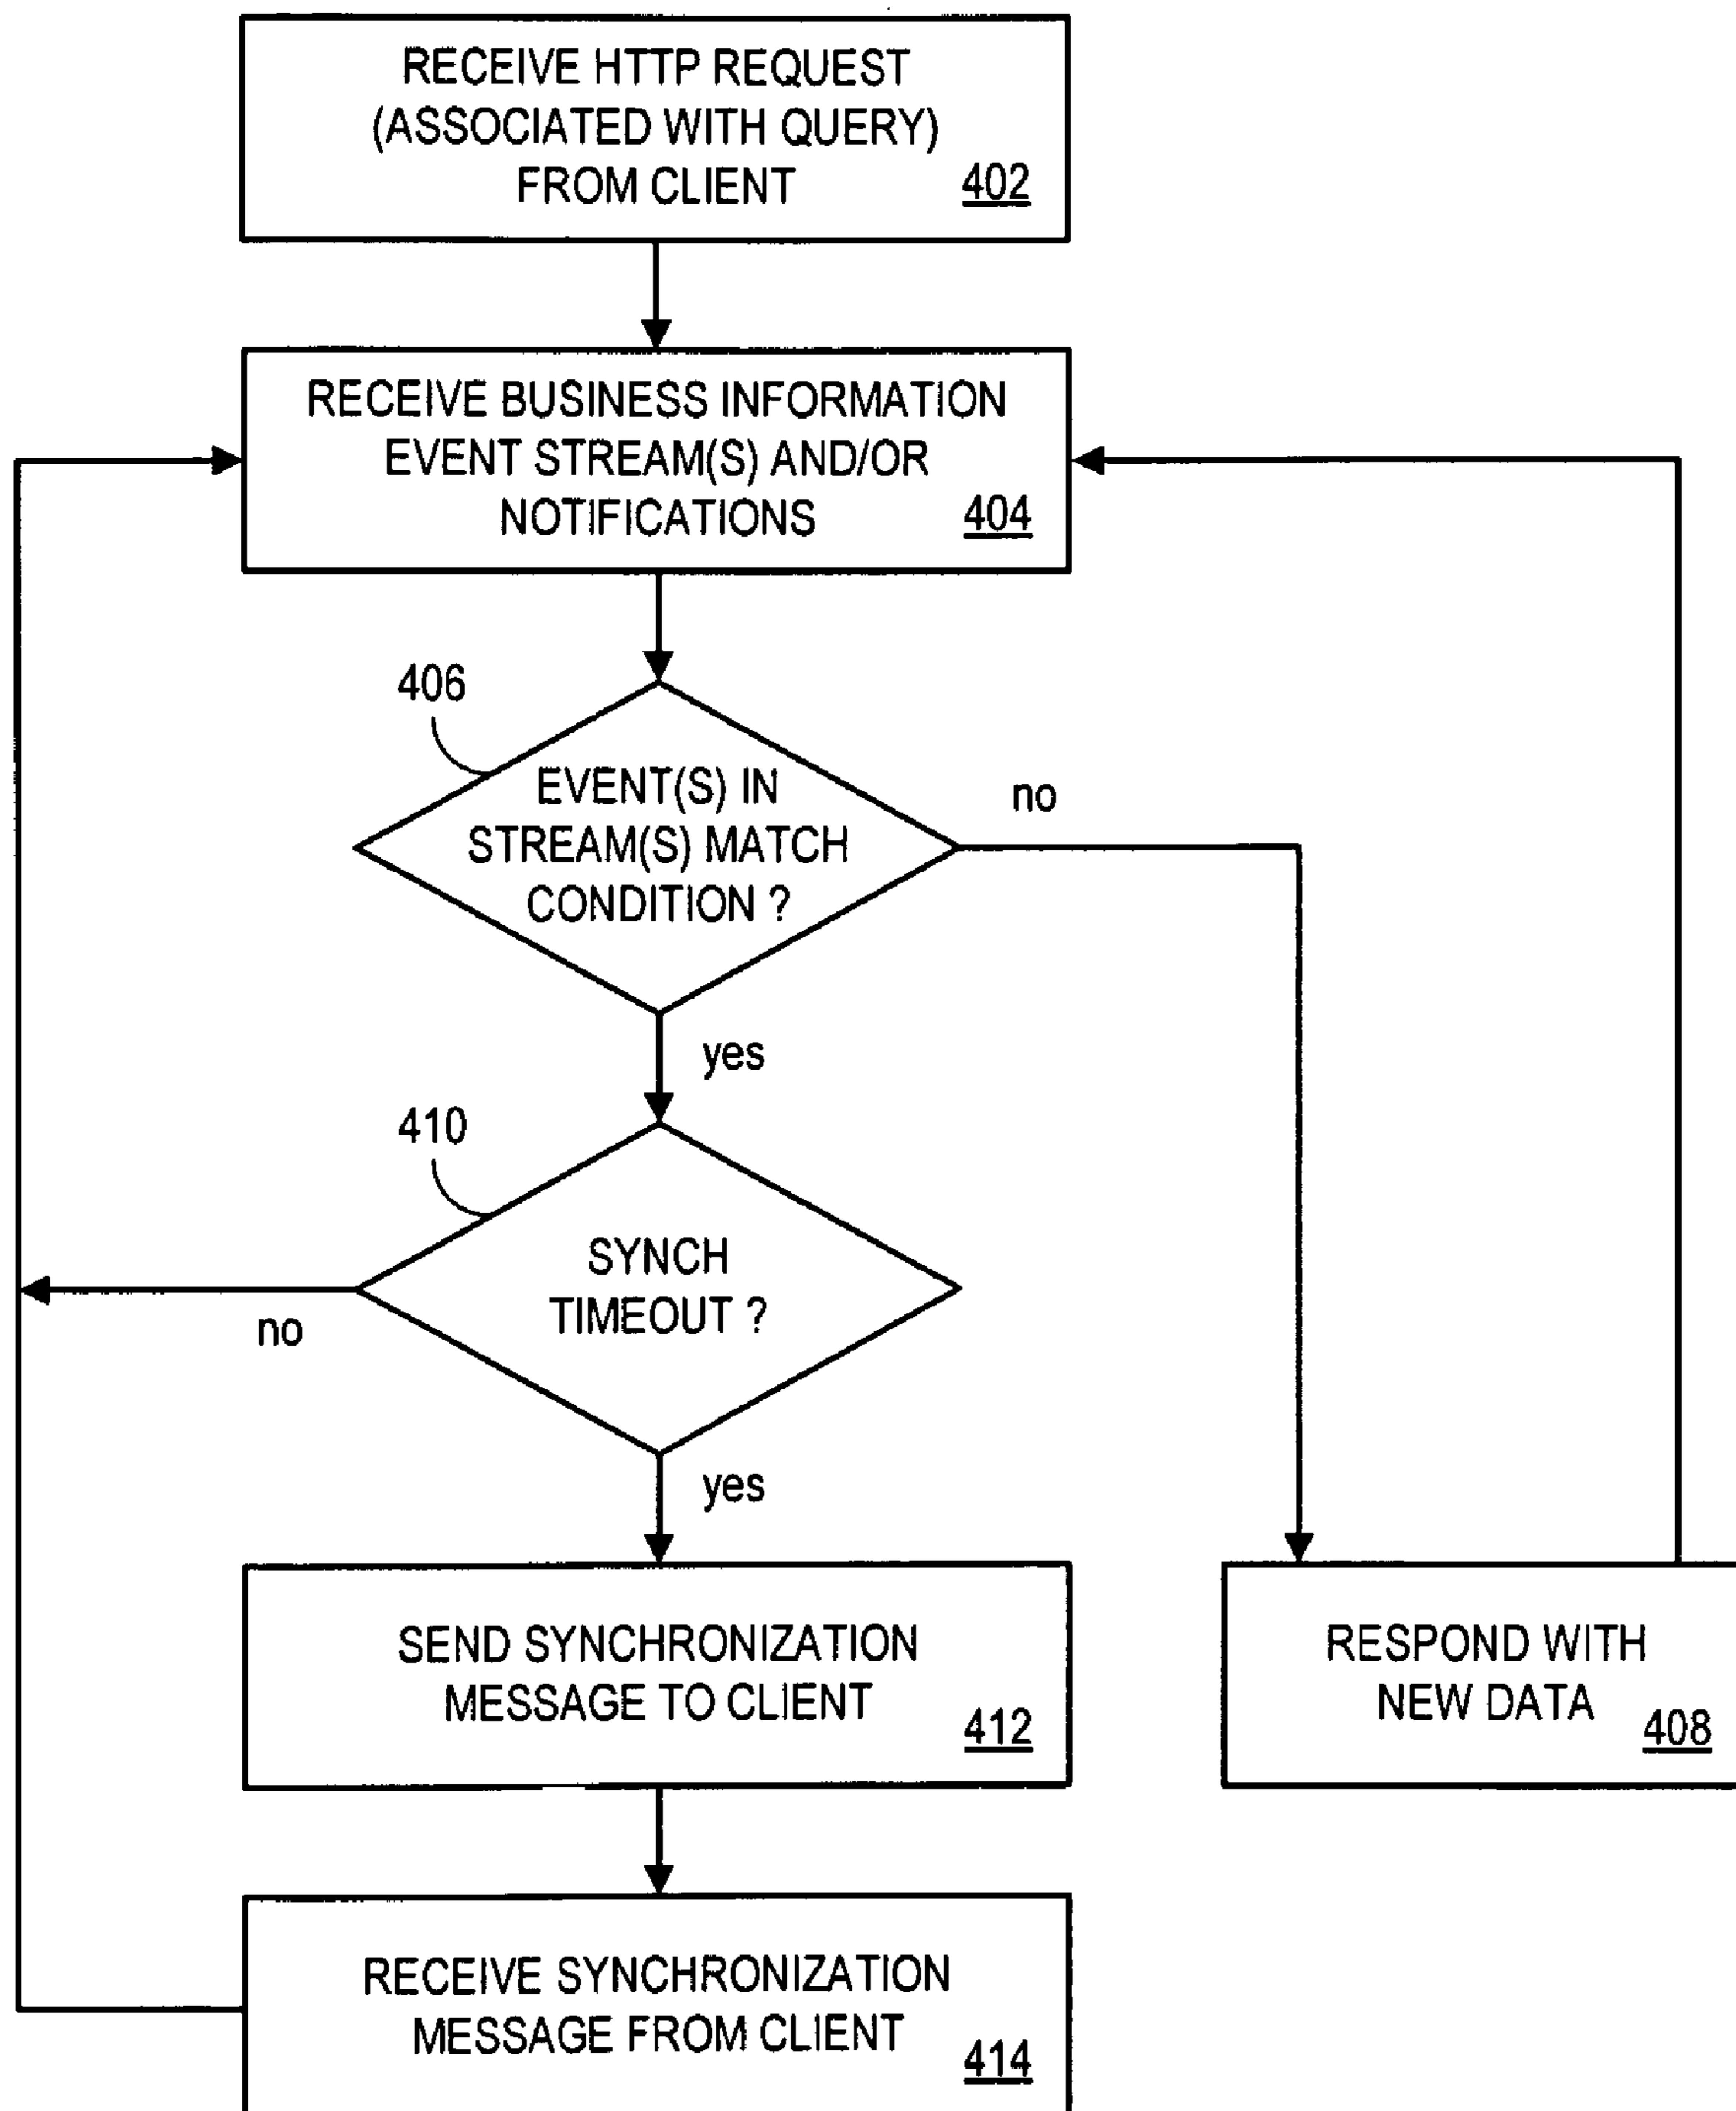 RECEIVE HTTP REQUEST
(ASSOCIATED WITH QUERY)
FROM CLIENT 402
RECEIVE BUSINESS INFORMATION
EVENT STREAM(S) AND/OR
NOTIFICATIONS 404
406
EVENT(S) IN
STREAM(S) MATCH
CONDITION ?
no
yes
410
SYNCH
TIMEOUT ?
no
yes
SEND SYNCHRONIZATION
MESSAGE TO CLIENT
412
RESPOND WITH
NEW DATA
408
RECEIVE SYNCHRONIZATION
MESSAGE FROM CLIENT
414